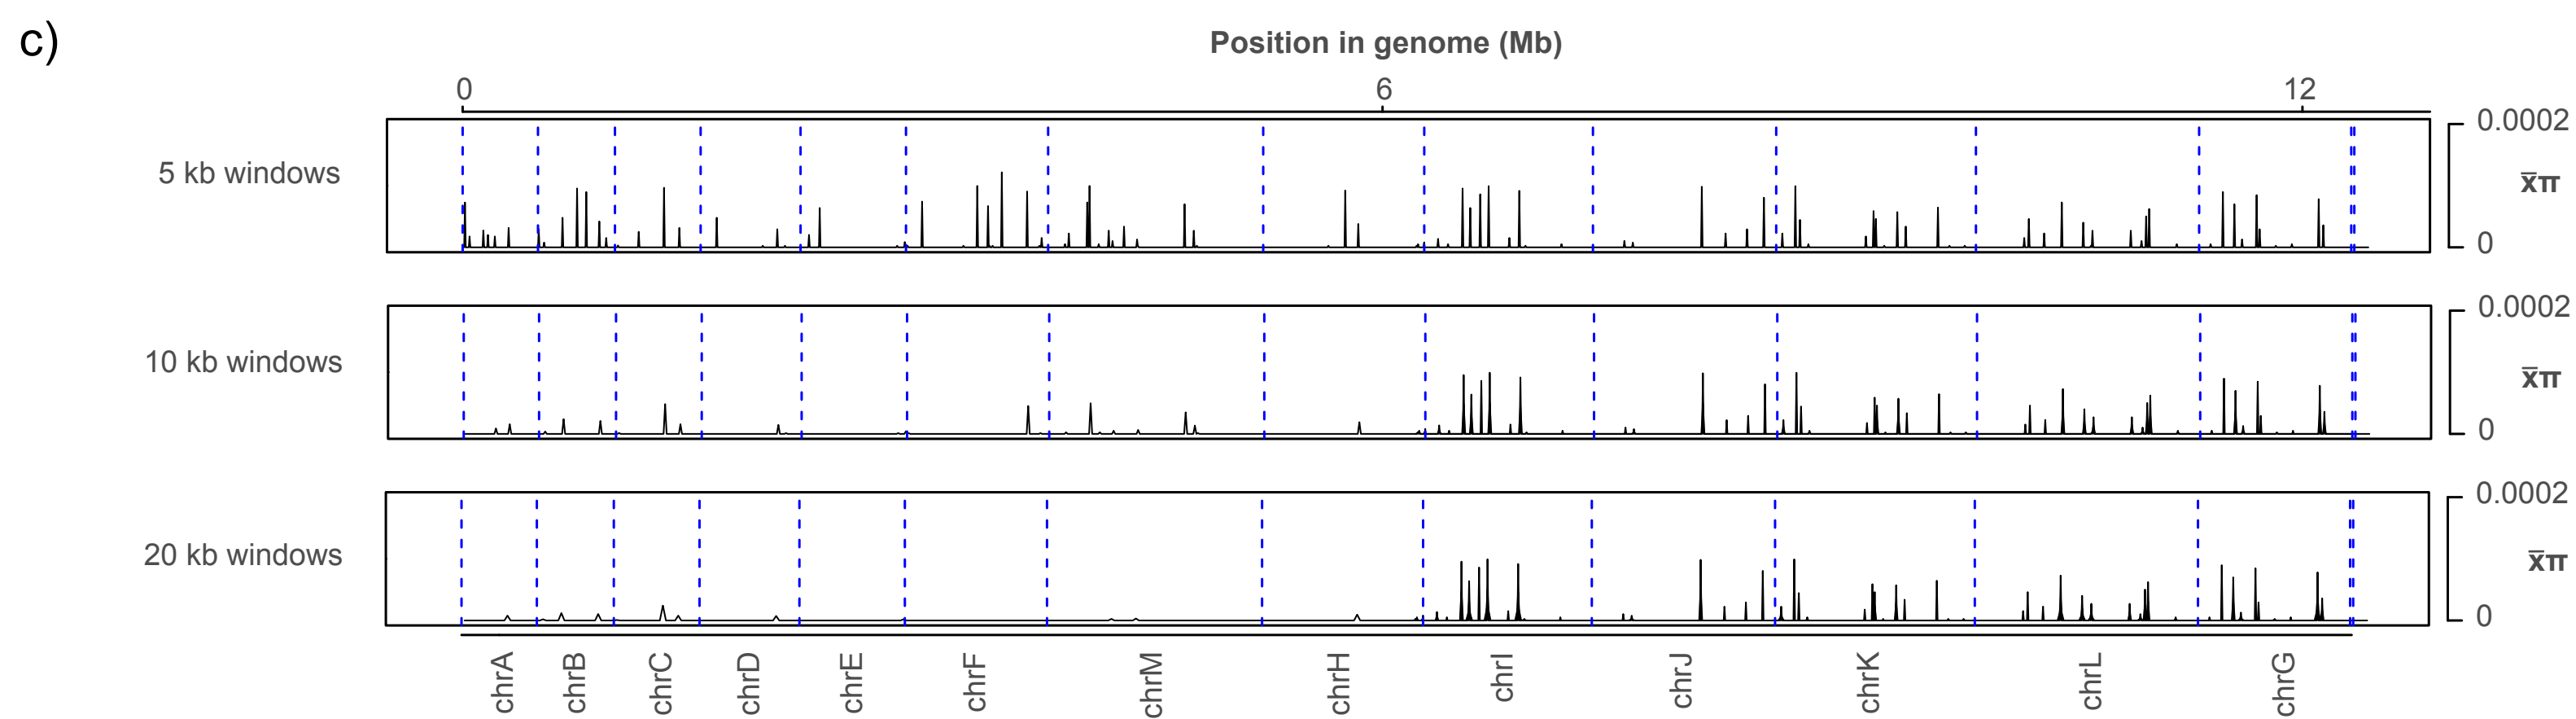 c)
Position in genome (Mb)
0 6 12
5 kb windows
0.0002
x̅π
0
10 kb windows
0.0002
x̅π
0
20 kb windows
0.0002
x̅π
0
chrA chrB chrC chrD chrE chrF chrM chrH chrI chrJ chrK chrL chrG